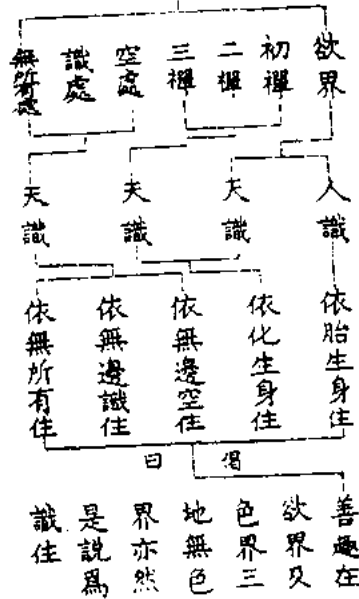 欲界
初禪
二禪
三禪
空處
識處
無所有處
人識
天識
天識
天識
依胎生身住
依化生身住
依無邊空住
依無邊識住
依無所有住
偈曰
善趣在
欲界及
色界三
地無色
界亦然
是說為
識住